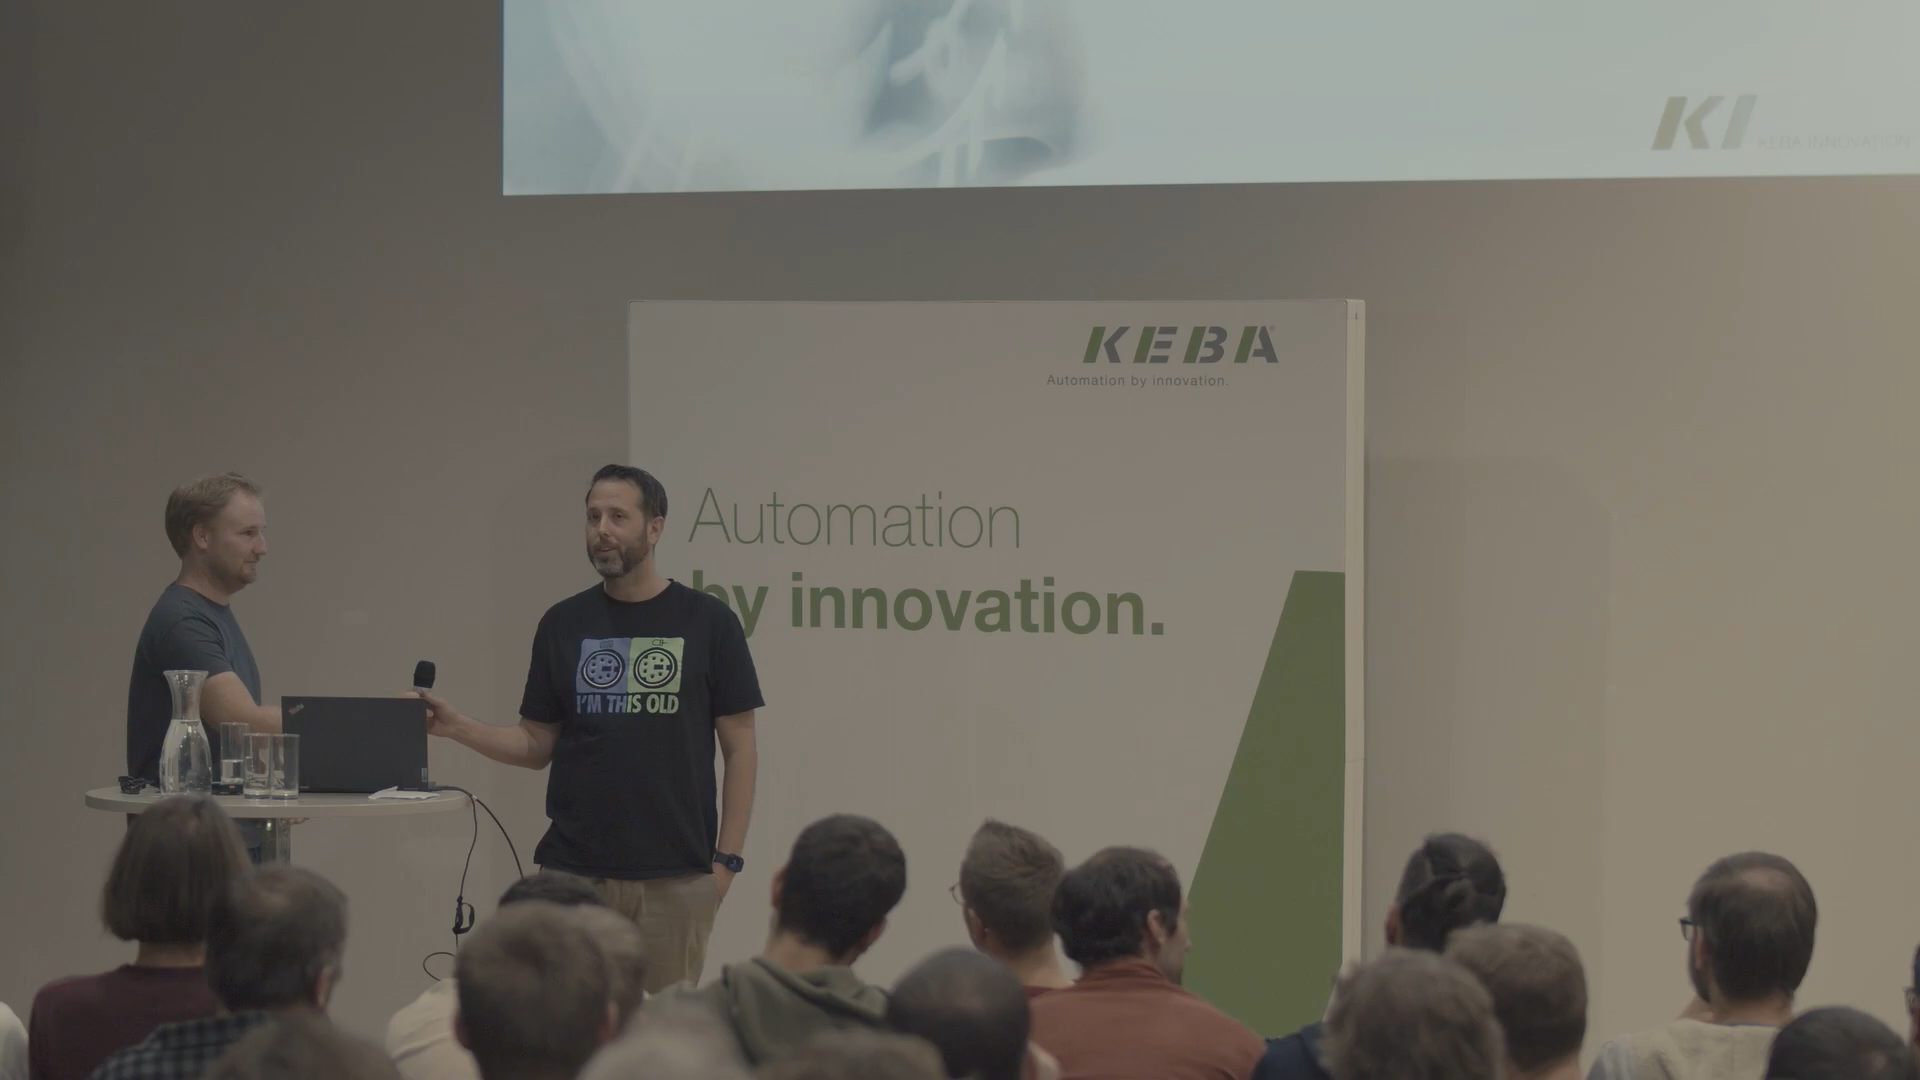 KI KEBA INNOVATION
KEBA
Automation by innovation.
Automation
by innovation.
I'M THIS OLD